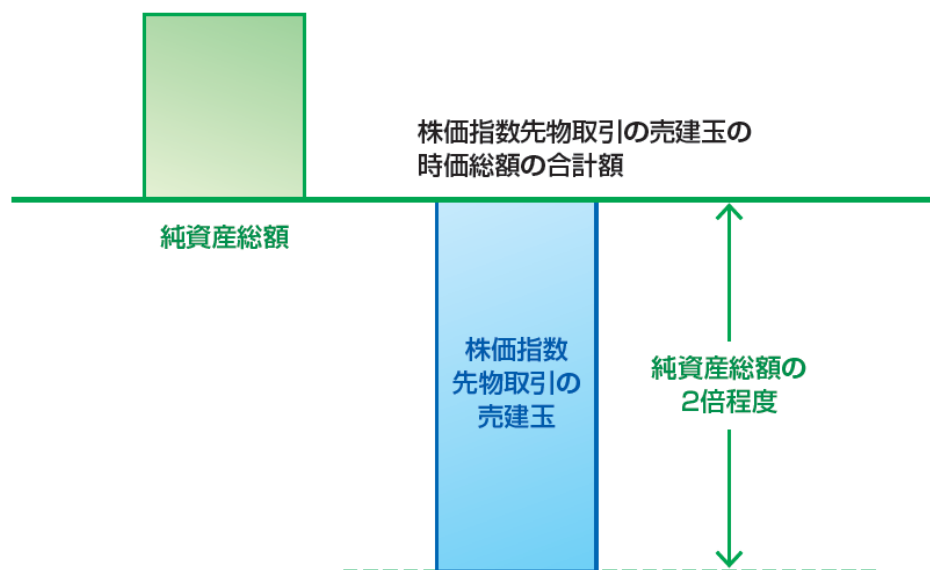 株価指数先物取引の売建玉の
時価総額の合計額
純資産総額
株価指数
先物取引の
売建玉
純資産総額の
2倍程度